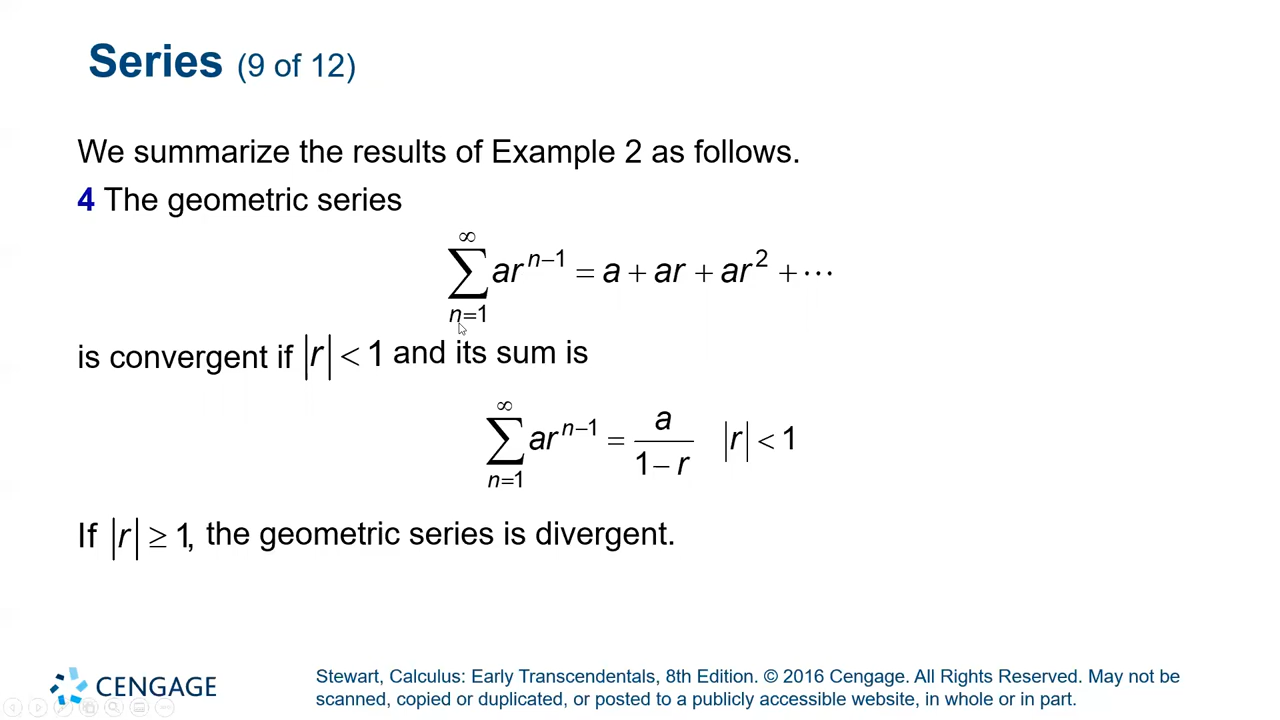 Series (9 of 12)
We summarize the results of Example 2 as follows.
4 The geometric series
∞
∑ arⁿ⁻¹ = a + ar + ar² + ⋯
n=1
is convergent if |r| < 1 and its sum is
∞
∑ arⁿ⁻¹ = a/(1 − r)   |r| < 1
n=1
If |r| ≥ 1, the geometric series is divergent.
CENGAGE
Stewart, Calculus: Early Transcendentals, 8th Edition. © 2016 Cengage. All Rights Reserved. May not be
scanned, copied or duplicated, or posted to a publicly accessible website, in whole or in part.